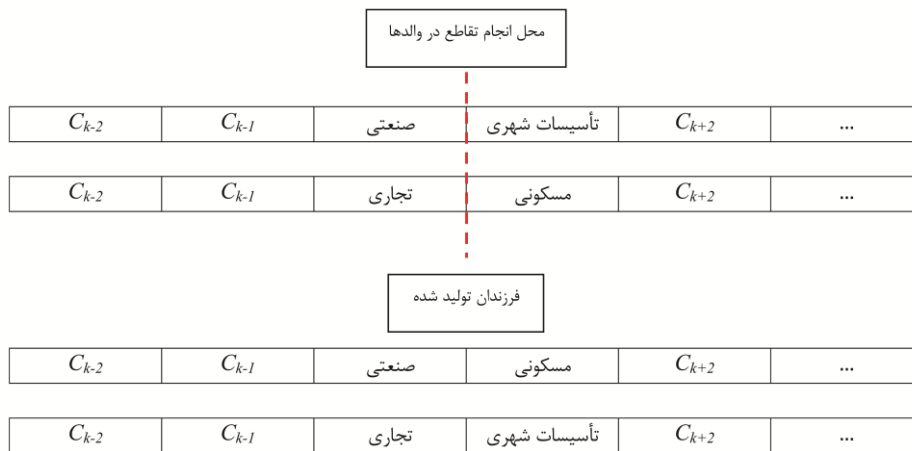 محل انجام تقاطع در والدها
C_{k-2} C_{k-1} صنعتی تأسیسات شهری C_{k+2} ...
C_{k-2} C_{k-1} تجاری مسکونی C_{k+2} ...
فرزندان تولید شده
C_{k-2} C_{k-1} صنعتی مسکونی C_{k+2} ...
C_{k-2} C_{k-1} تجاری تأسیسات شهری C_{k+2} ...